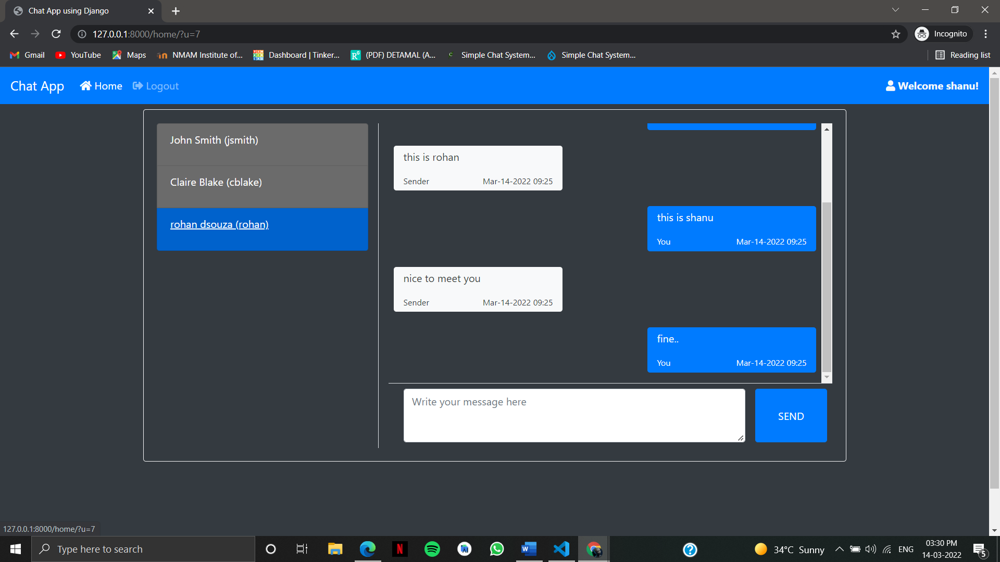 Chat App using Django
127.0.0.1:8000/home/?u=7
Incognito
Gmail
YouTube
Maps
NMAM Institute of...
Dashboard | Tinker...
(PDF) DETAMAL (A...
Simple Chat System...
Simple Chat System...
Reading list
Chat App
Home
Logout
Welcome shanu!
John Smith (jsmith)
Claire Blake (cblake)
rohan dsouza (rohan)
this is rohan
Sender Mar-14-2022 09:25
this is shanu
You Mar-14-2022 09:25
nice to meet you
Sender Mar-14-2022 09:25
fine..
You Mar-14-2022 09:25
Write your message here
SEND
127.0.0.1:8000/home/?u=7
Type here to search
34°C Sunny
ENG
03:30 PM
14-03-2022
5